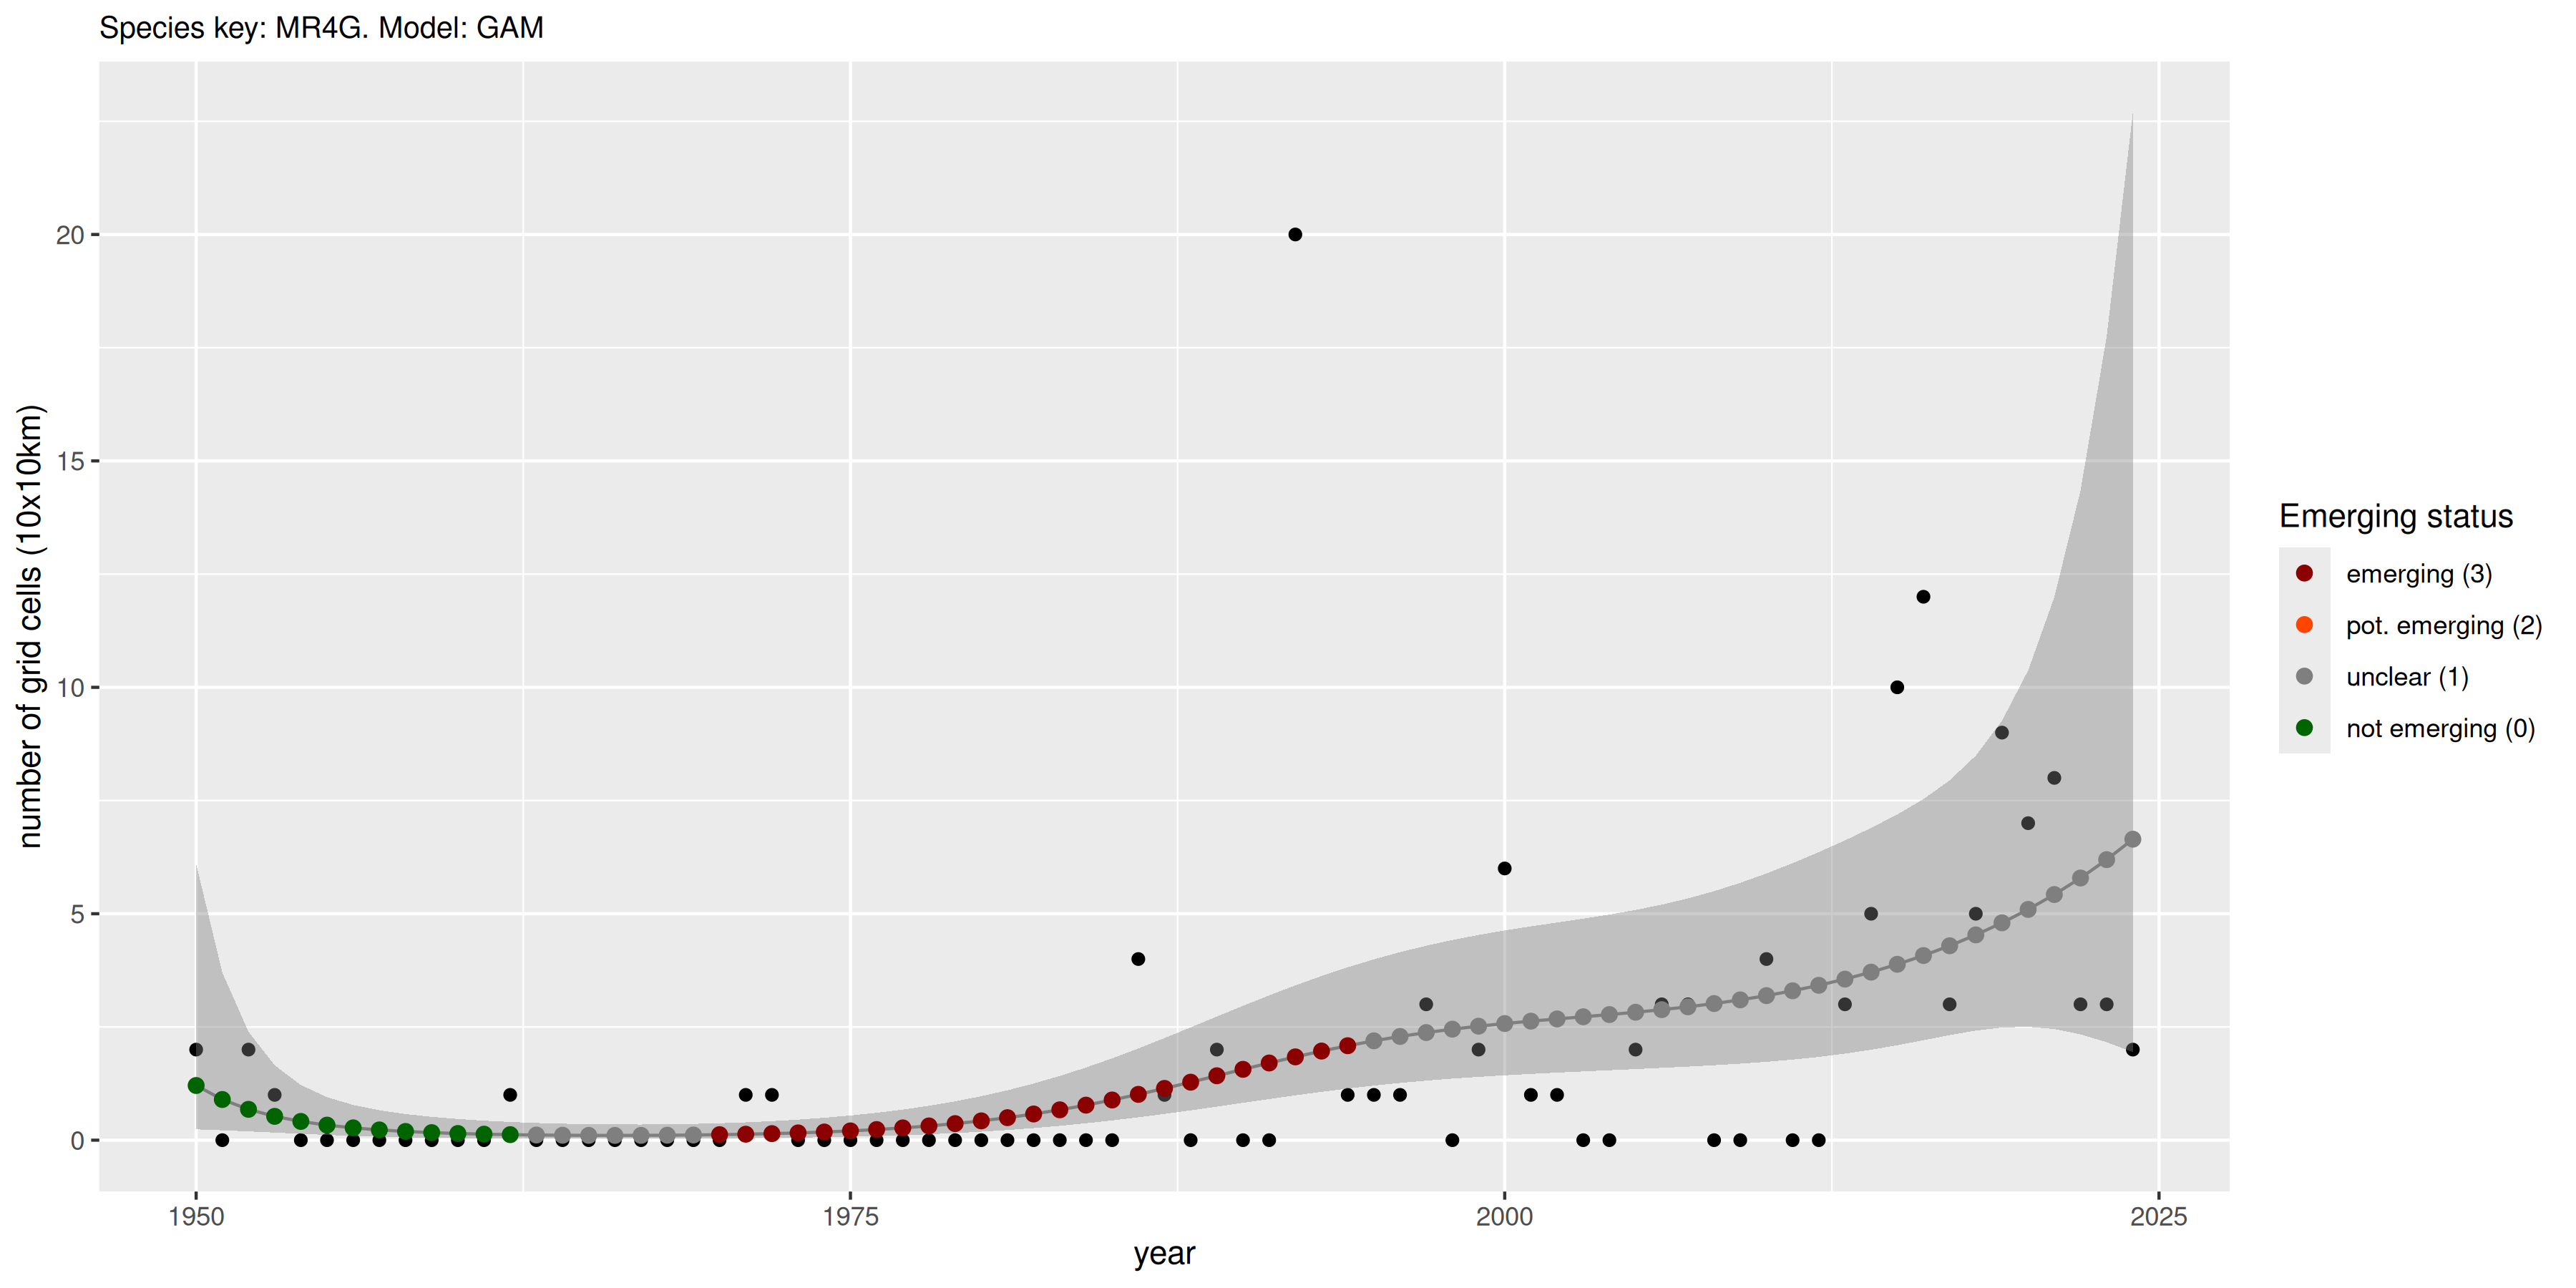 Species key: MR4G. Model: GAM
number of grid cells (10x10km)
20
15
10
5
0
1950
1975
2000
2025
year
Emerging status
emerging (3)
pot. emerging (2)
unclear (1)
not emerging (0)